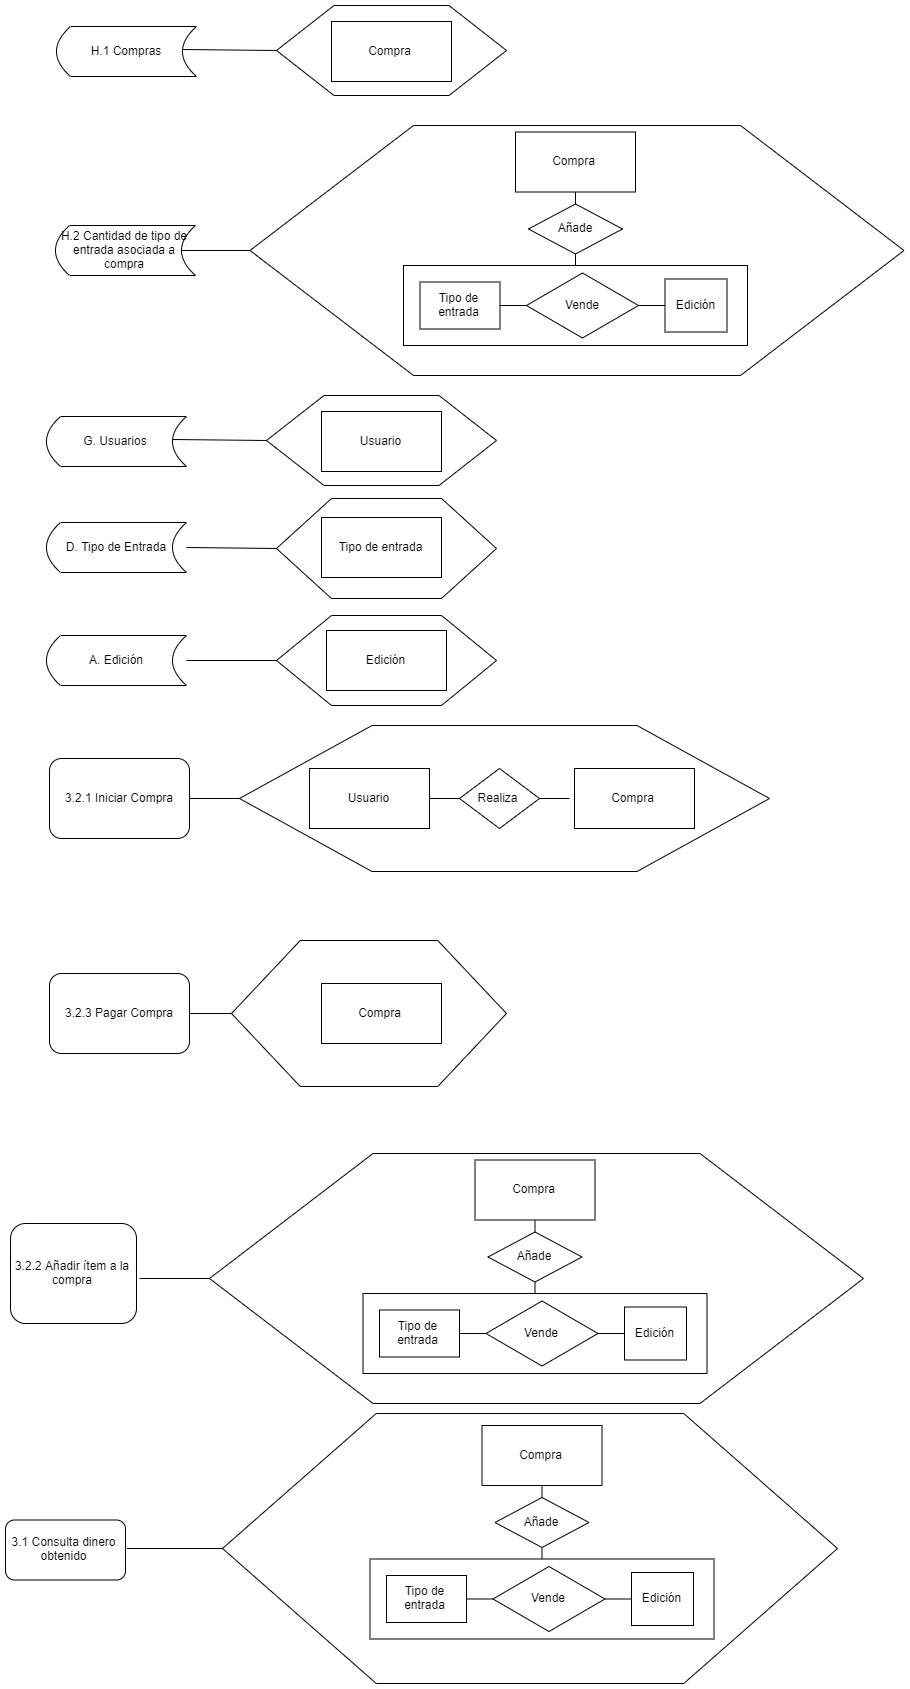 H.1 Compras
Compra
Compra
Añade
H.2 Cantidad de tipo de
entrada asociada a
compra
Tipo de
entrada
Vende
Edición
G. Usuarios
Usuario
D. Tipo de Entrada
Tipo de entrada
A. Edición
Edición
3.2.1 Iniciar Compra
Usuario
Realiza
Compra
3.2.3 Pagar Compra
Compra
Compra
Añade
3.2.2 Añadir ítem a la
compra
Tipo de
entrada
Vende
Edición
Compra
Añade
3.1 Consulta dinero
obtenido
Tipo de
entrada
Vende
Edición